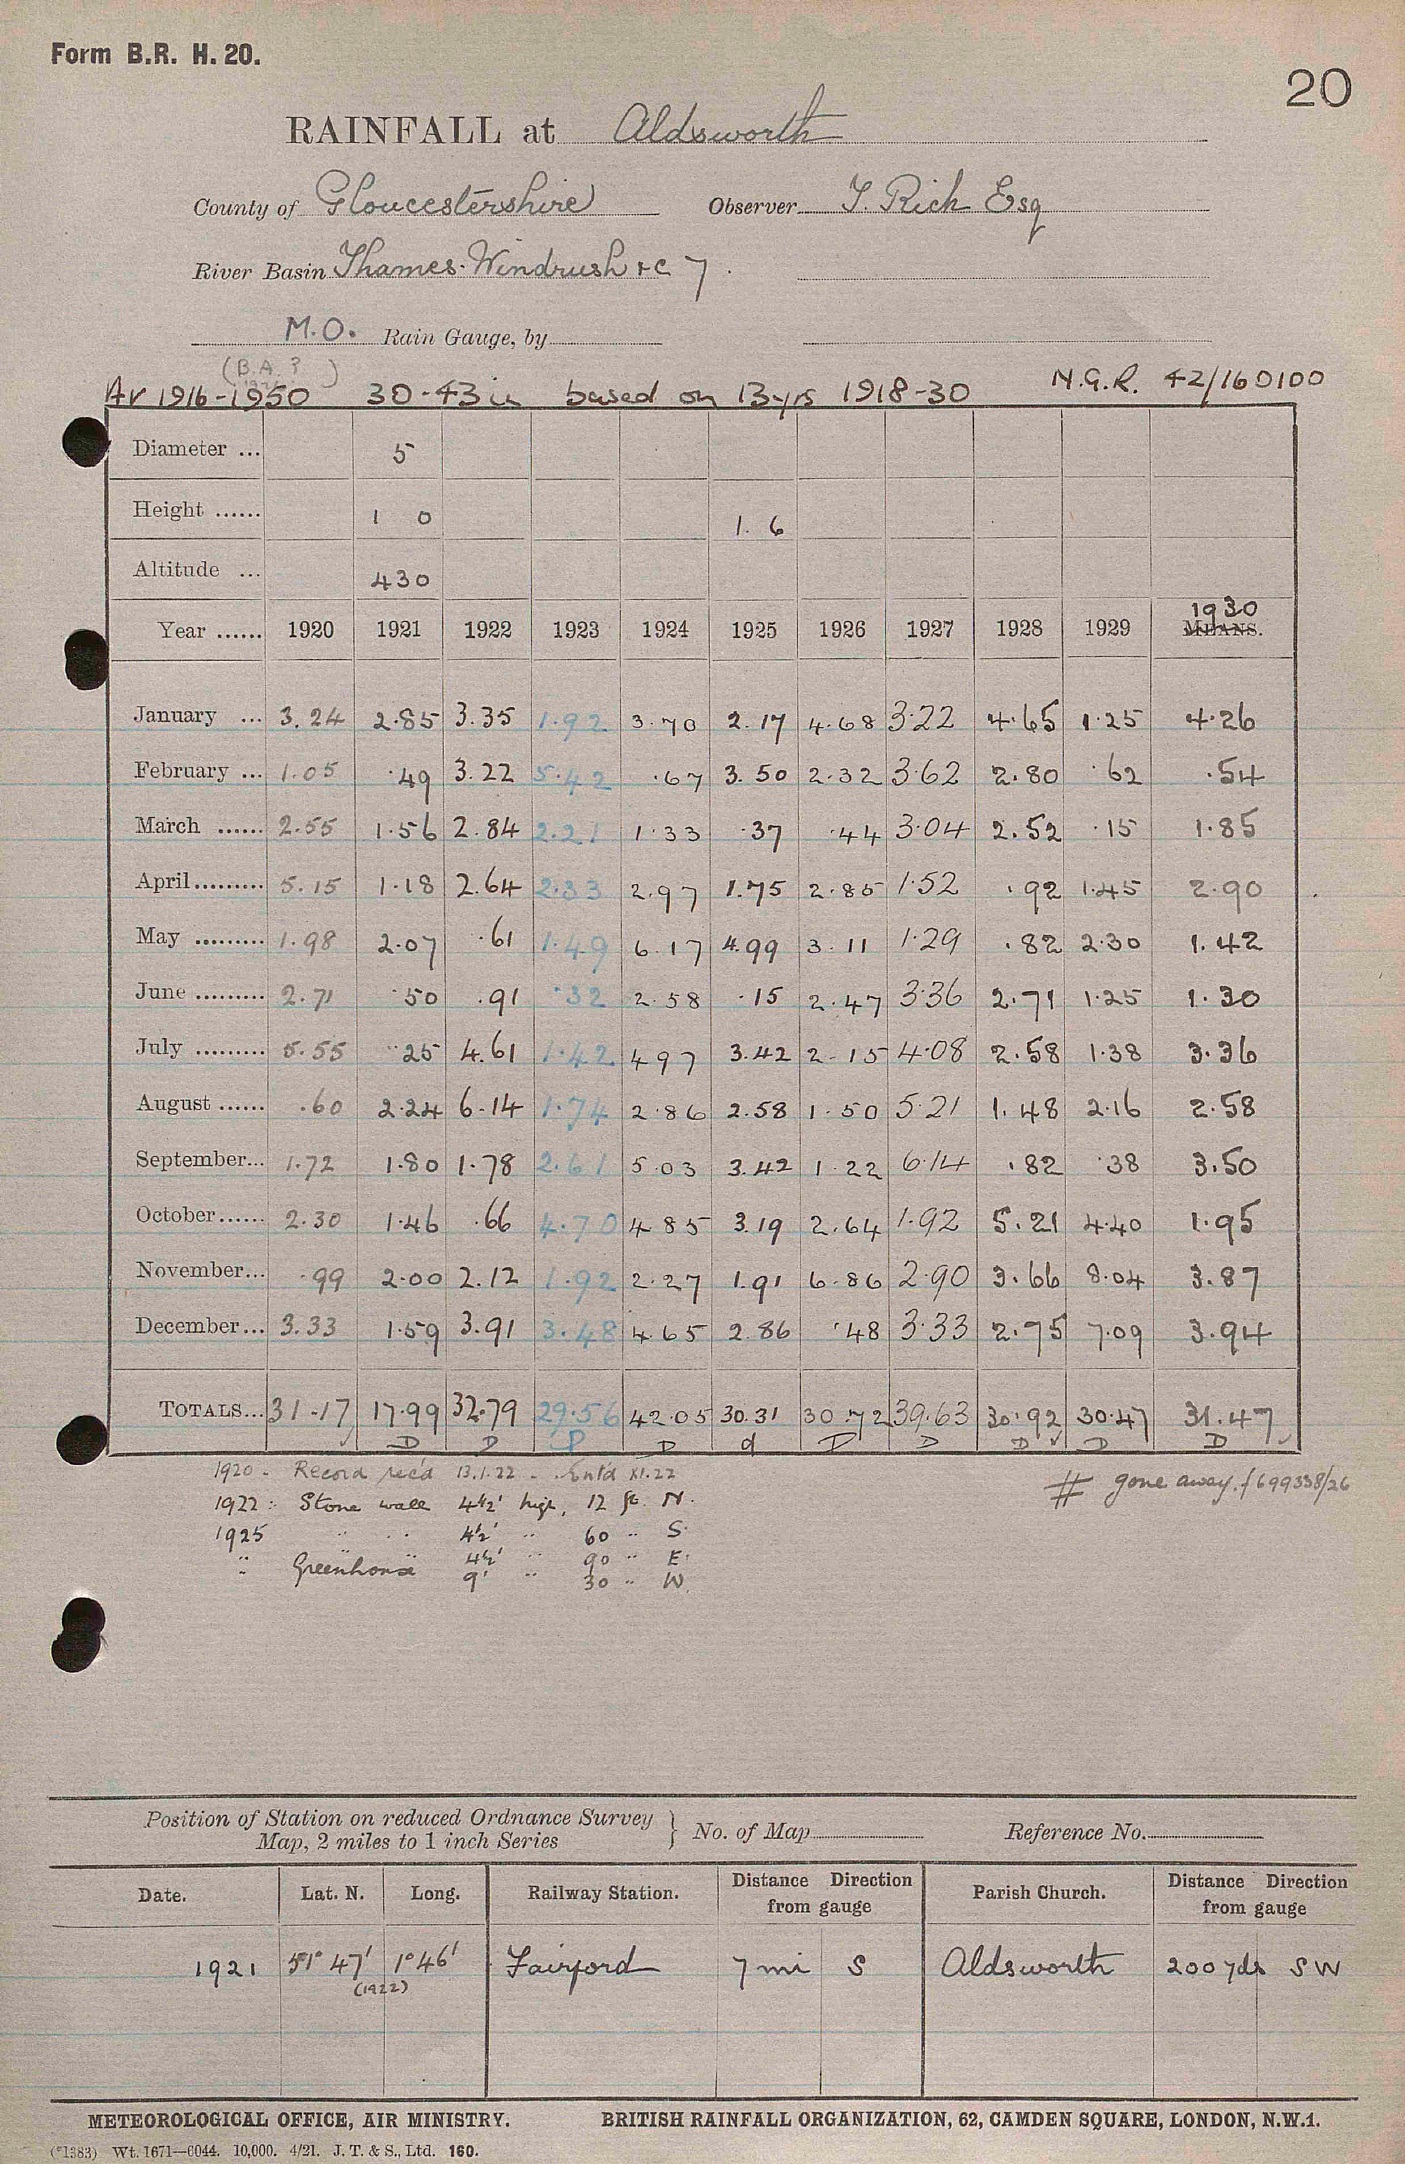 Form B.R. H. 20.
20
RAINFALL at Aldsworth
County of Gloucestershire Observer T. Rich Esq
River Basin Thames. Windrush &c 7.
M.O. Rain Gauge, by
(B.A.?)
Av 1916-1950 30.43 in based on 13 yrs 1918-30 N.G.R. 42/160100
Diameter ... 5
Height ...... 1 0 1. 6
Altitude ... 430
1930
Year ...... 1920 1921 1922 1923 1924 1925 1926 1927 1928 1929 MEANS.
January ... 3.24 2.85 3.35 1.92 3.70 2.17 4.68 3.22 4.65 1.25 4.26
February ... 1.05 .49 3.22 5.42 .67 3.50 2.32 3.62 2.80 .62 .54
March ...... 2.55 1.56 2.84 2.21 1.33 .37 .44 3.04 2.52 .15 1.85
April......... 5.15 1.18 2.64 2.33 2.97 1.75 2.85 1.52 .92 1.45 2.90
May ......... 1.98 2.07 .61 1.49 6.17 4.99 3.11 1.29 .82 2.30 1.42
June ......... 2.71 .50 .91 .32 2.58 .15 2.47 3.36 2.71 1.25 1.30
July ......... 5.55 .25 4.61 1.42 4 97 3.42 2.15 4.08 2.58 1.38 3.36
August ...... .60 2.24 6.14 1.74 2.86 2.58 1.50 5.21 1.48 2.16 2.58
September... 1.72 1.80 1.78 2.61 5.03 3.42 1.22 6.14 .82 .38 3.50
October...... 2.30 1.46 .66 4.70 4 85 3.19 2.64 1.92 5.21 4.40 1.95
November... .99 2.00 2.12 1.92 2.27 1.91 6.86 2.90 3.66 8.04 3.87
December... 3.33 1.59 3.91 3.48 4.65 2.86 .48 3.33 2.75 7.09 3.94
TOTALS... 31.17 17.99 32.79 29.56 42.05 30.31 30.72 39.63 30.92 30.47 31.47
D D P D d D D D D D
1920 - Record rec'd 13.1.22 - Ent'd XI.22
# gone away. f 699338/26
1922: Stone wall 4½' high, 12 ft. N.
1925 " " 4½' " 60 " S.
" " 4½' " 90 " E.
" Greenhouse 9' " 30 " W.
Position of Station on reduced Ordnance Survey
Map, 2 miles to 1 inch Series } No. of Map Reference No.
Date. Lat. N. Long. Railway Station. Distance from gauge Direction Parish Church. Distance from gauge Direction
1921 51° 47' 1° 46' Fairford 7 mi S Aldsworth 200 yds SW
(1922)
METEOROLOGICAL OFFICE, AIR MINISTRY. BRITISH RAINFALL ORGANIZATION, 62, CAMDEN SQUARE, LONDON, N.W.1.
(*1383) Wt. 1671—6044. 10,000. 4/21. J. T. & S., Ltd. 160.